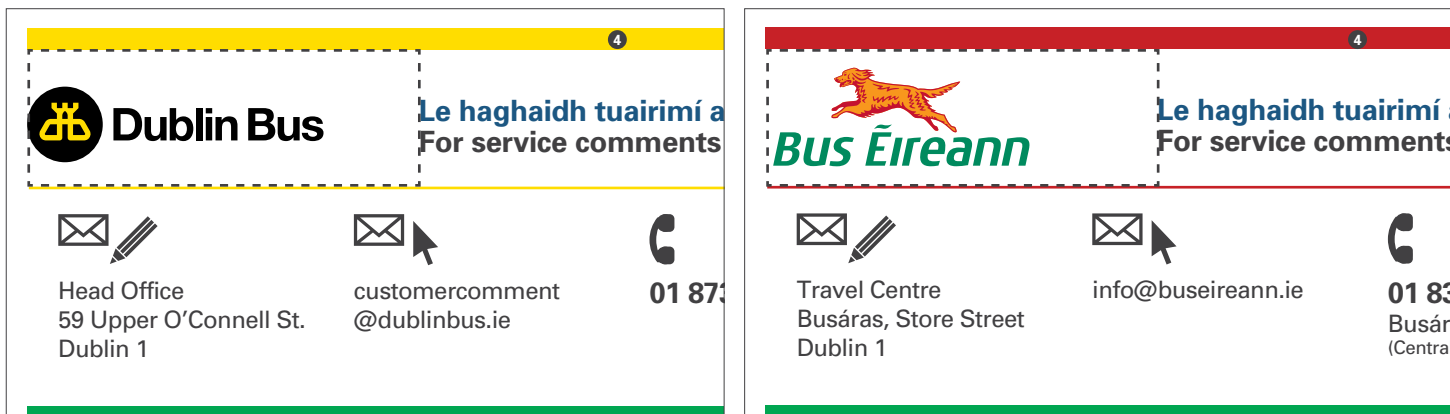 4
Dublin Bus
Le haghaidh tuairimí a
For service comments
Head Office
59 Upper O’Connell St.
Dublin 1
customercomment
@dublinbus.ie
01 873
4
Bus Éireann
Le haghaidh tuairimí a
For service comments
Travel Centre
Busáras, Store Street
Dublin 1
info@buseireann.ie
01 83
Busár
(Centra